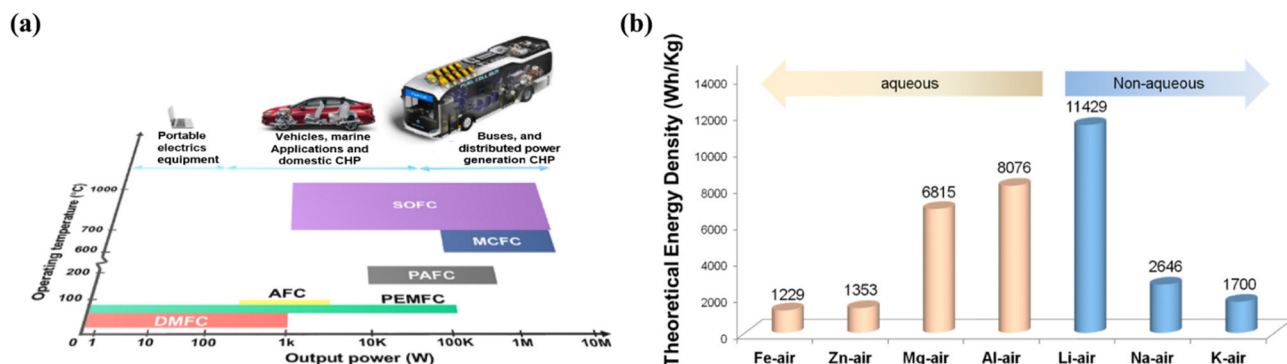 (a)
Portable
electrics
equipment
Vehicles, marine
Applications and
domestic CHP
Buses, and
distributed power
generation CHP
Operating temperature (°C)
1000
700
600
200
100
0
SOFC
MCFC
PAFC
AFC
PEMFC
DMFC
1
10
100
1k
10K
100K
1M
10M
Output power (W)
(b)
Theoretical Energy Density (Wh/Kg)
14000
12000
10000
8000
6000
4000
2000
0
aqueous
Non-aqueous
1229
1353
6815
8076
11429
2646
1700
Fe-air
Zn-air
Mg-air
Al-air
Li-air
Na-air
K-air